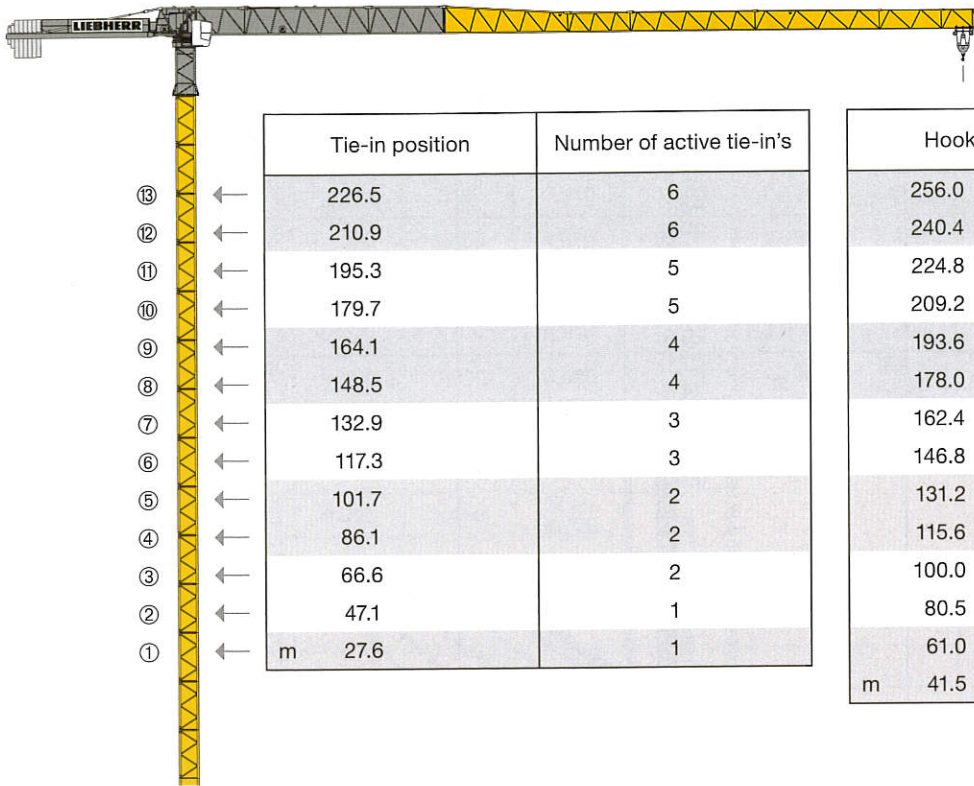 LIEBHERR
Tie-in position Number of active tie-in's Hook
⑬ 226.5 6 256.0
⑫ 210.9 6 240.4
⑪ 195.3 5 224.8
⑩ 179.7 5 209.2
⑨ 164.1 4 193.6
⑧ 148.5 4 178.0
⑦ 132.9 3 162.4
⑥ 117.3 3 146.8
⑤ 101.7 2 131.2
④ 86.1 2 115.6
③ 66.6 2 100.0
② 47.1 1 80.5
① m 27.6 1 61.0
m 41.5